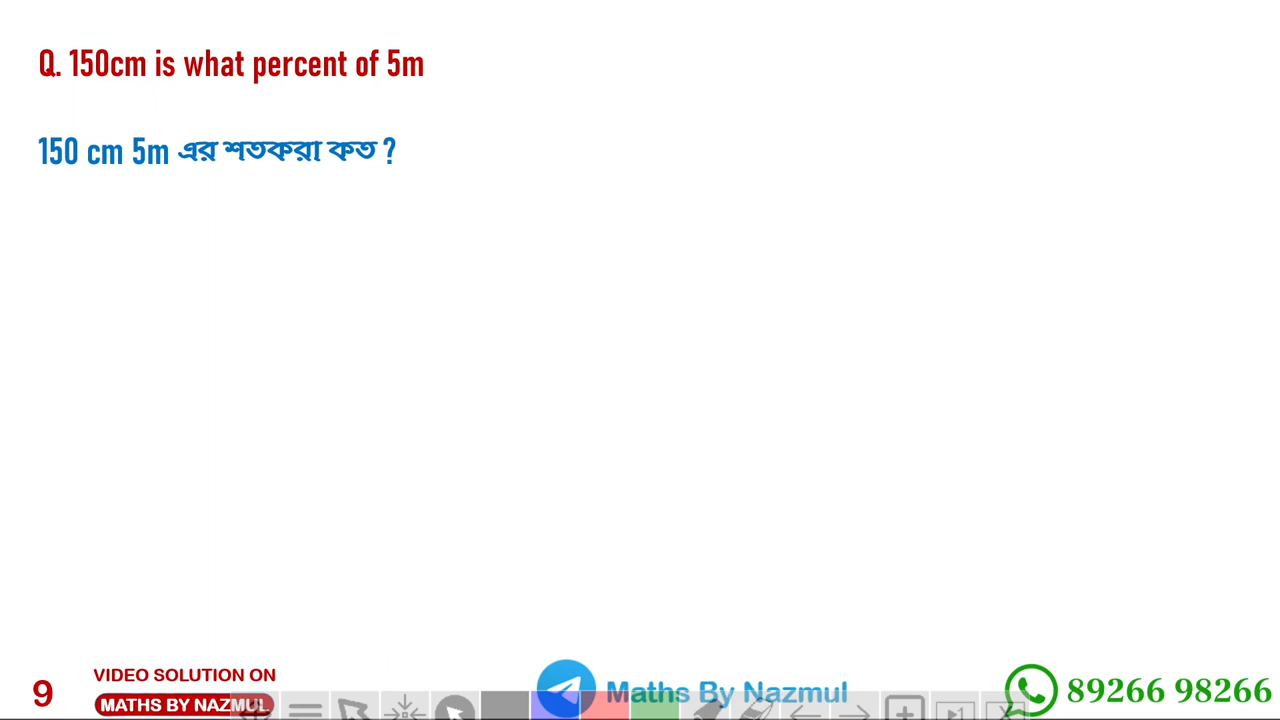 Q. 150cm is what percent of 5m
150 cm 5m এর শতকরা কত ?
9
VIDEO SOLUTION ON
MATHS BY NAZMUL
Maths By Nazmul
89266 98266